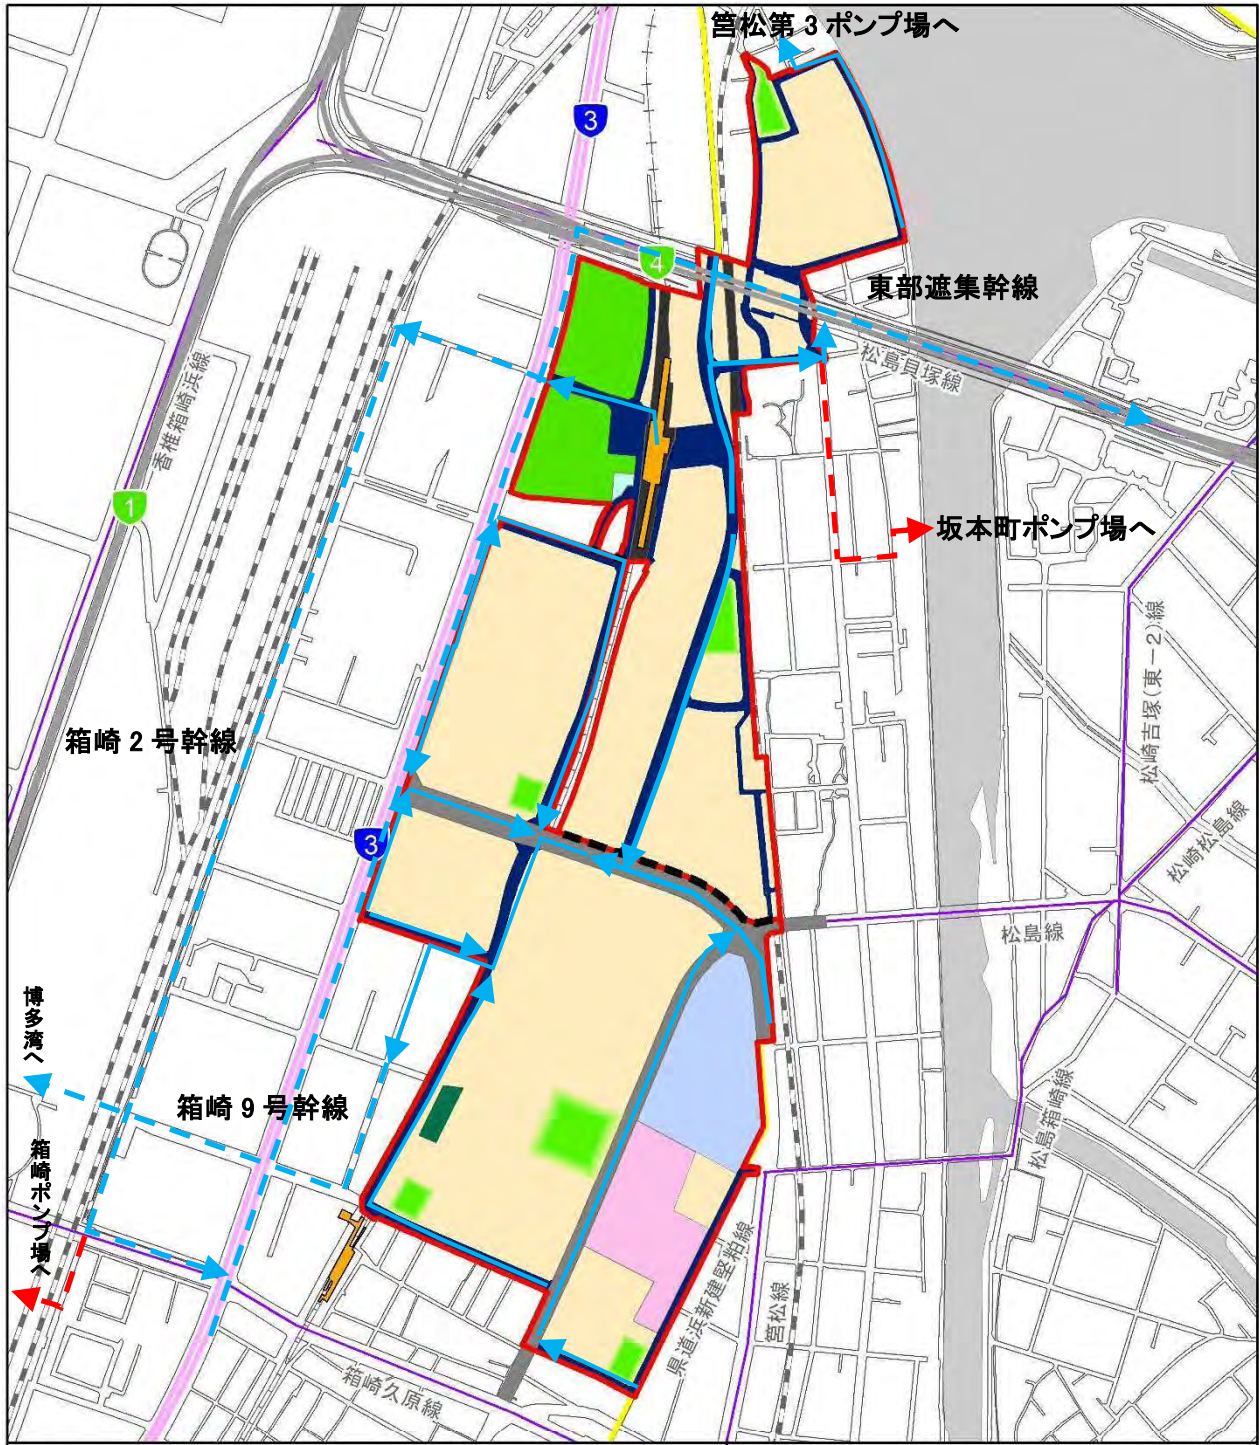 筥松第3ポンプ場へ
3
4
東部遮集幹線
松島貝塚線
香椎箱崎浜線
1
坂本町ポンプ場へ
松崎吉塚(東ー2)線
箱崎2号幹線
3
松崎松島線
松島線
博多湾へ
箱崎9号幹線
松島箱崎線
箱崎ポンプ場へ
県道浜新建堅粕線
筥松線
箱崎久原線